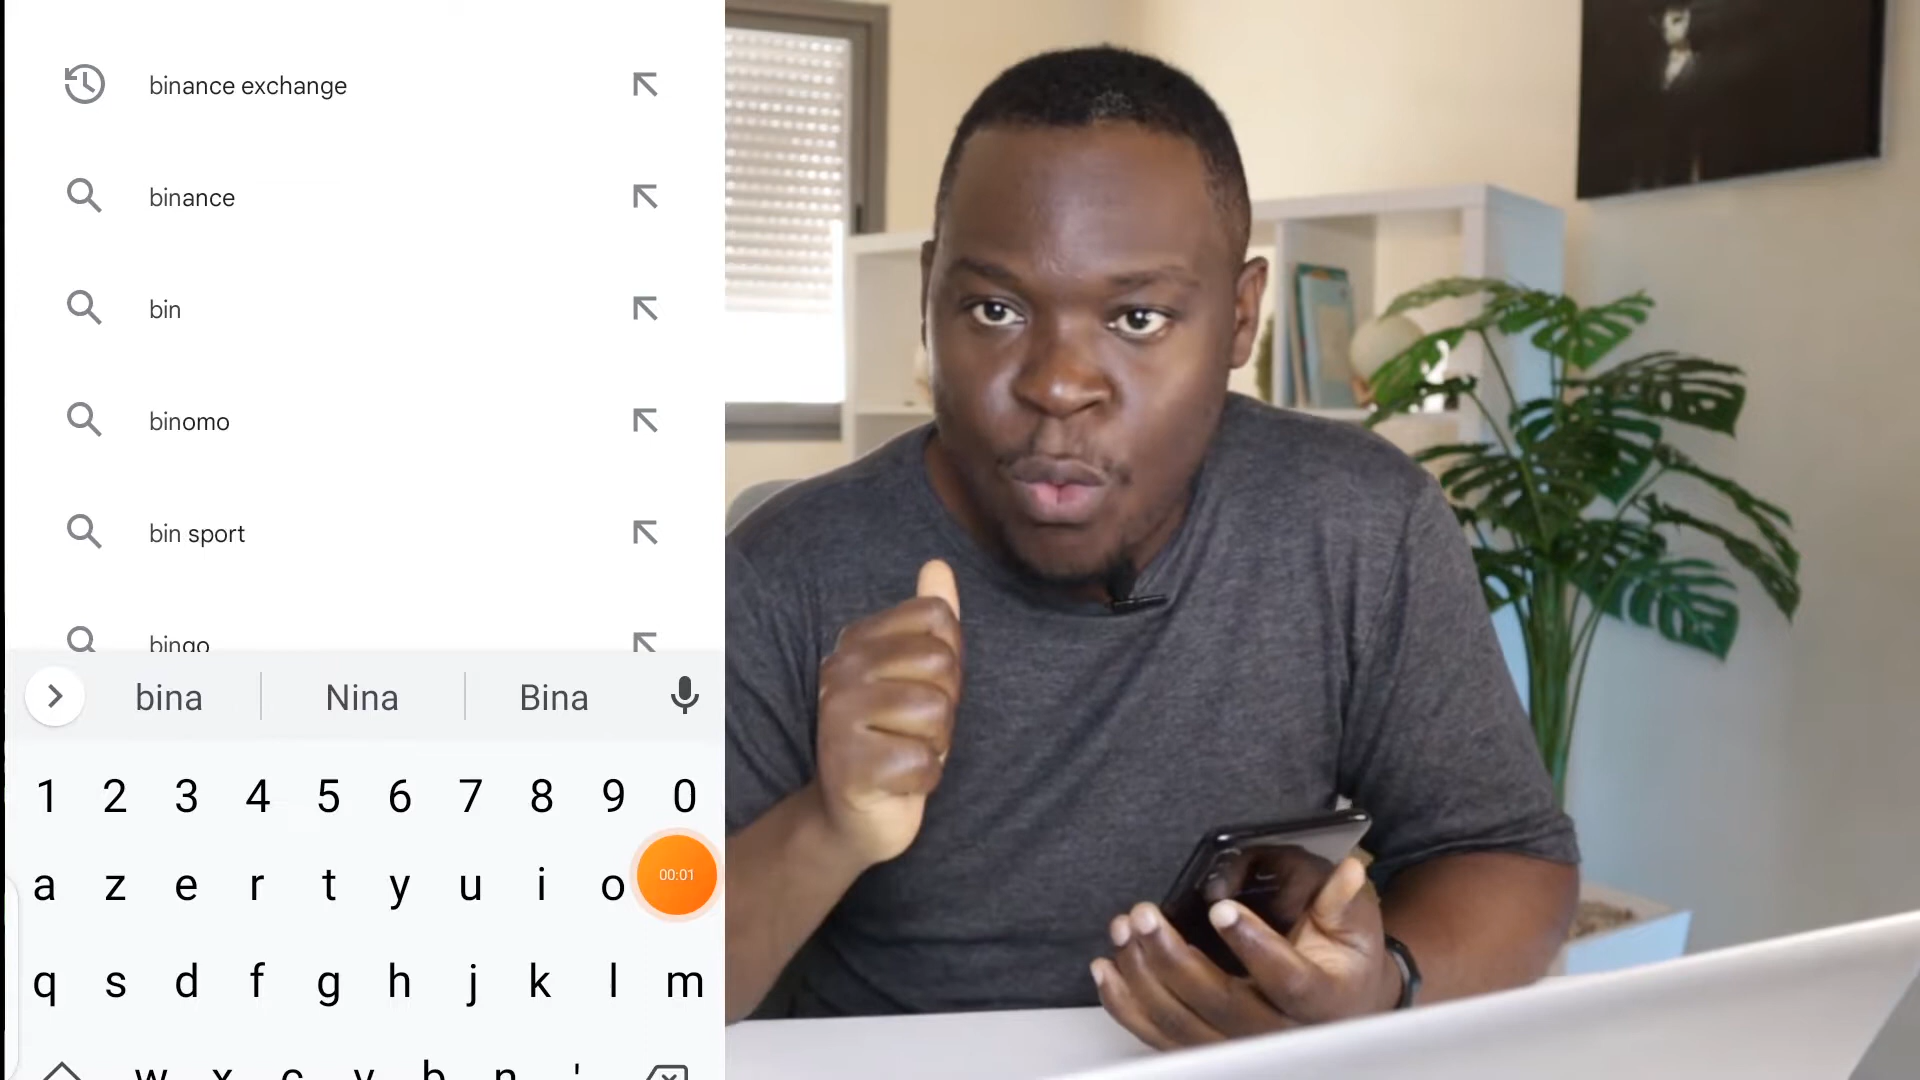 binance exchange
binance
bin
binomo
bin sport
bingo
bina Nina Bina
1 2 3 4 5 6 7 8 9 0
a z e r t y u i o
00:01
q s d f g h j k l m
w x c v b n '